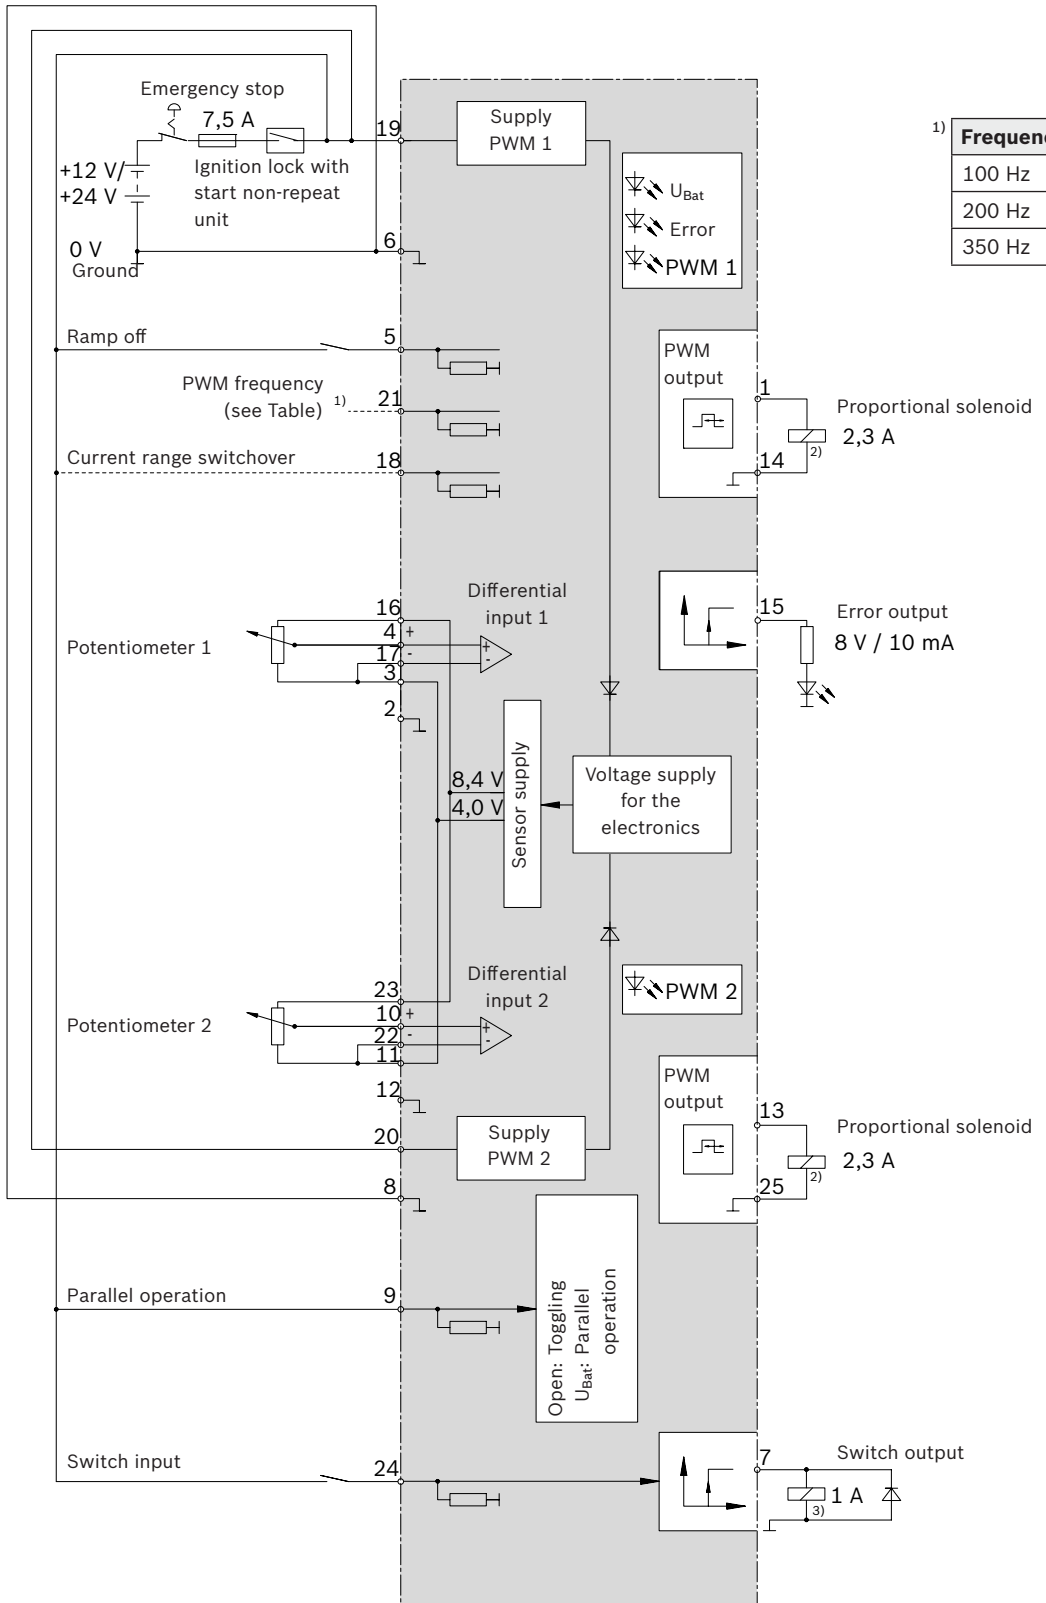 Emergency stop
7,5 A
+12 V/
+24 V
Ignition lock with
start non-repeat
unit
0 V
Ground
19
6
Supply
PWM 1
U_Bat
Error
PWM 1
1)
Frequenc
100 Hz
200 Hz
350 Hz
Ramp off
5
PWM frequency
(see Table) 1)
21
Current range switchover
18
PWM
output
1
14
Proportional solenoid
2,3 A
2)
Potentiometer 1
16
4
17
3
2
+
-
Differential
input 1
+
-
15
Error output
8 V / 10 mA
8,4 V
4,0 V
Sensor supply
Voltage supply
for the
electronics
Potentiometer 2
23
10
22
11
12
+
-
Differential
input 2
+
-
PWM 2
20
Supply
PWM 2
8
PWM
output
13
25
Proportional solenoid
2,3 A
2)
Parallel operation
9
Open: Toggling
U_Bat: Parallel
operation
Switch input
24
7
Switch output
1 A
3)